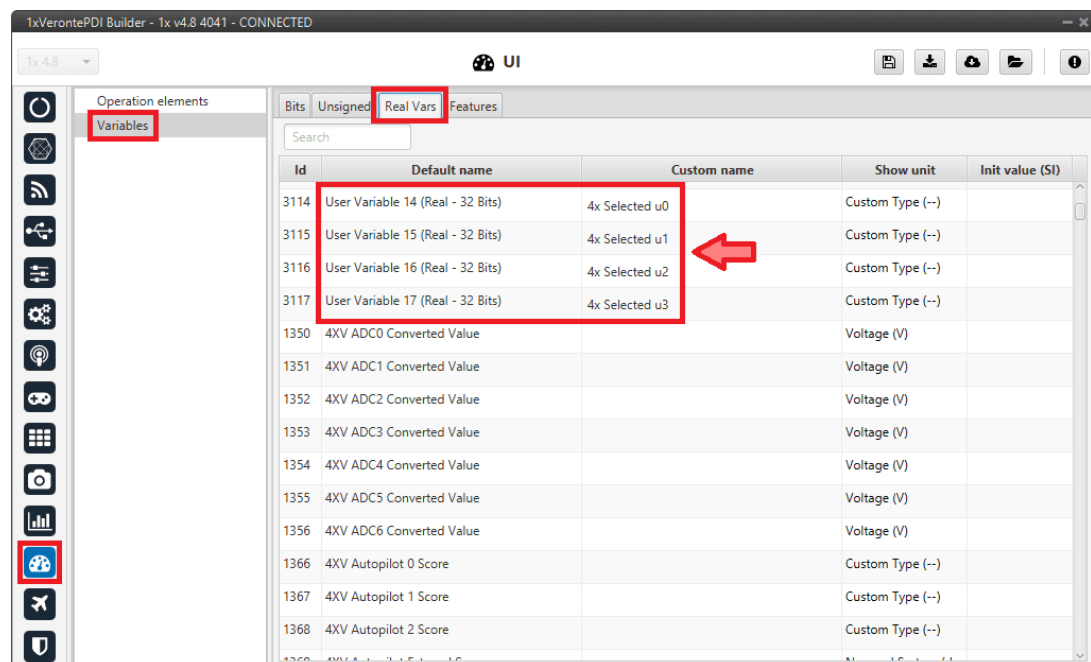 1xVerontePDI Builder - 1x v4.8 4041 - CONNECTED
1x 4.8
UI
Operation elements
Variables
Bits Unsigned Real Vars Features
Search
Id Default name Custom name Show unit Init value (SI)
3114 User Variable 14 (Real - 32 Bits) 4x Selected u0 Custom Type (--)
3115 User Variable 15 (Real - 32 Bits) 4x Selected u1 Custom Type (--)
3116 User Variable 16 (Real - 32 Bits) 4x Selected u2 Custom Type (--)
3117 User Variable 17 (Real - 32 Bits) 4x Selected u3 Custom Type (--)
1350 4XV ADC0 Converted Value Voltage (V)
1351 4XV ADC1 Converted Value Voltage (V)
1352 4XV ADC2 Converted Value Voltage (V)
1353 4XV ADC3 Converted Value Voltage (V)
1354 4XV ADC4 Converted Value Voltage (V)
1355 4XV ADC5 Converted Value Voltage (V)
1356 4XV ADC6 Converted Value Voltage (V)
1366 4XV Autopilot 0 Score Custom Type (--)
1367 4XV Autopilot 1 Score Custom Type (--)
1368 4XV Autopilot 2 Score Custom Type (--)